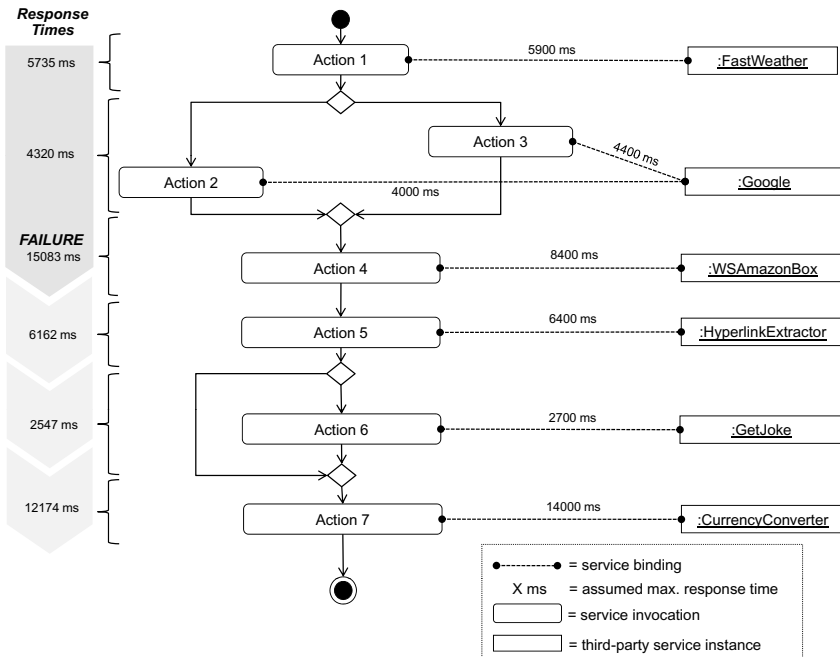 Response
Times
5735 ms
Action 1
5900 ms
:FastWeather
4320 ms
Action 3
4400 ms
Action 2
4000 ms
:Google
FAILURE
15083 ms
Action 4
8400 ms
:WSAmazonBox
6162 ms
Action 5
6400 ms
:HyperlinkExtractor
2547 ms
Action 6
2700 ms
:GetJoke
12174 ms
Action 7
14000 ms
:CurrencyConverter
= service binding
X ms = assumed max. response time
= service invocation
= third-party service instance